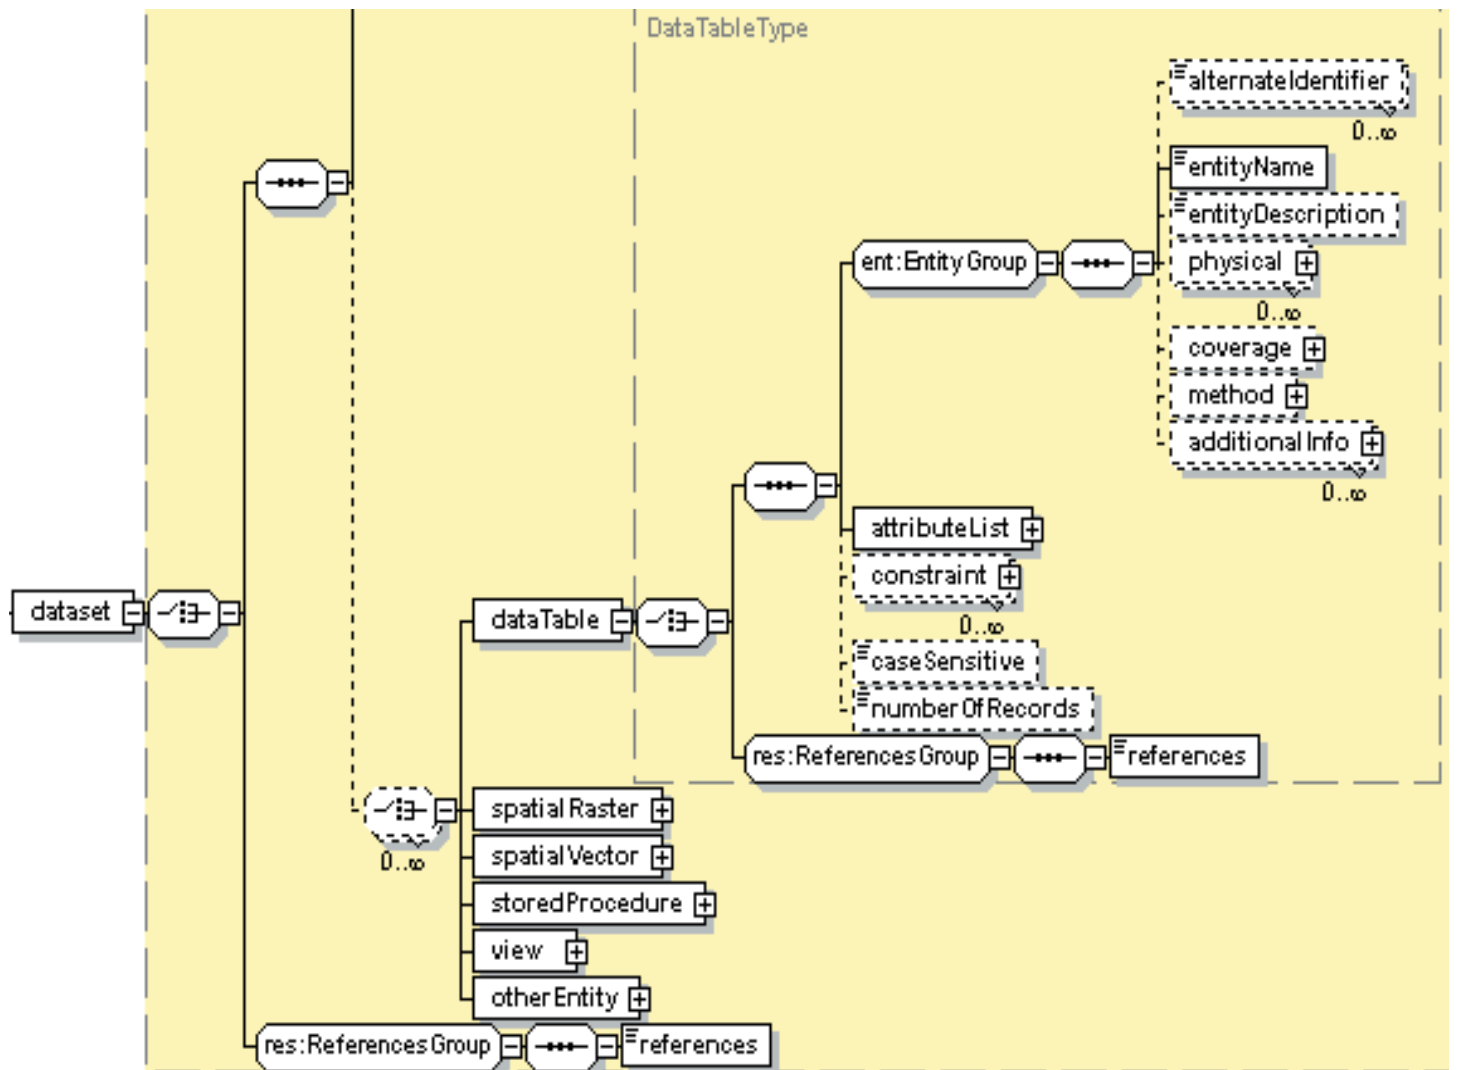 DataTableType
alternateIdentifier
0..∞
entityName
entityDescription
ent:EntityGroup
physical
0..∞
coverage
method
additionalInfo
0..∞
attributeList
constraint
0..∞
dataset
dataTable
caseSensitive
numberOfRecords
res:ReferencesGroup
references
spatialRaster
0..∞
spatialVector
storedProcedure
view
otherEntity
res:ReferencesGroup
references